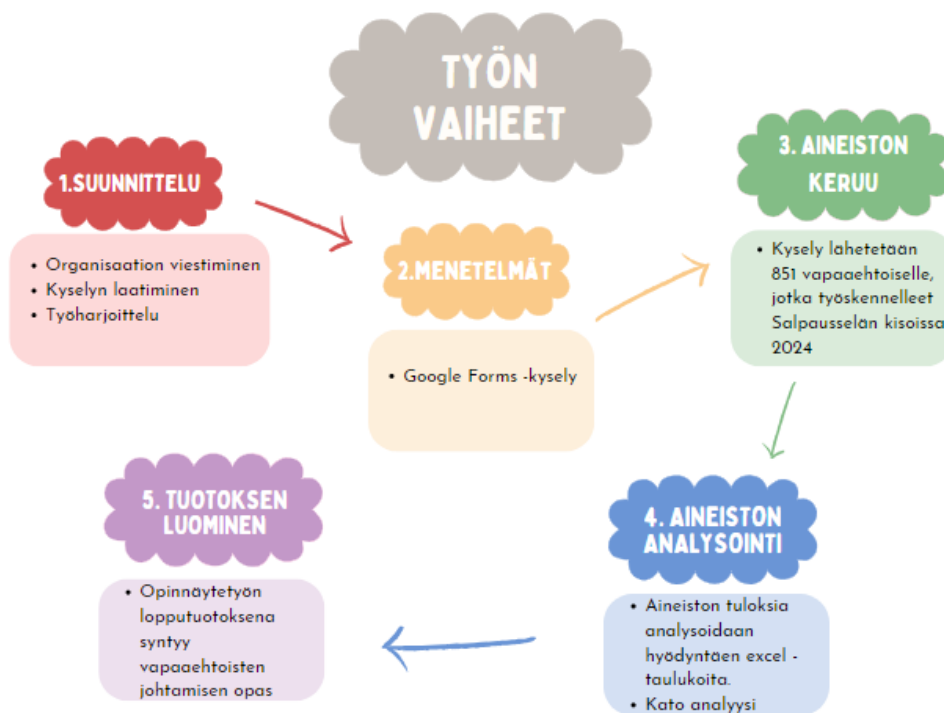 TYÖN
VAIHEET
1.SUUNNITTELU
• Organisaation viestiminen
• Kyselyn laatiminen
• Työharjoittelu
2.MENETELMÄT
• Google Forms -kysely
3. AINEISTON
KERUU
• Kysely lähetetään
851 vapaaehtoiselle,
jotka työskennelleet
Salpausselän kisoissa
2024
4. AINEISTON
ANALYSOINTI
• Aineiston tuloksia
analysoidaan
hyödyntäen excel -
taulukoita.
• Kato analyysi
5. TUOTOKSEN
LUOMINEN
• Opinnäytetyön
lopputuotoksena
syntyy
vapaaehtoisten
johtamisen opas